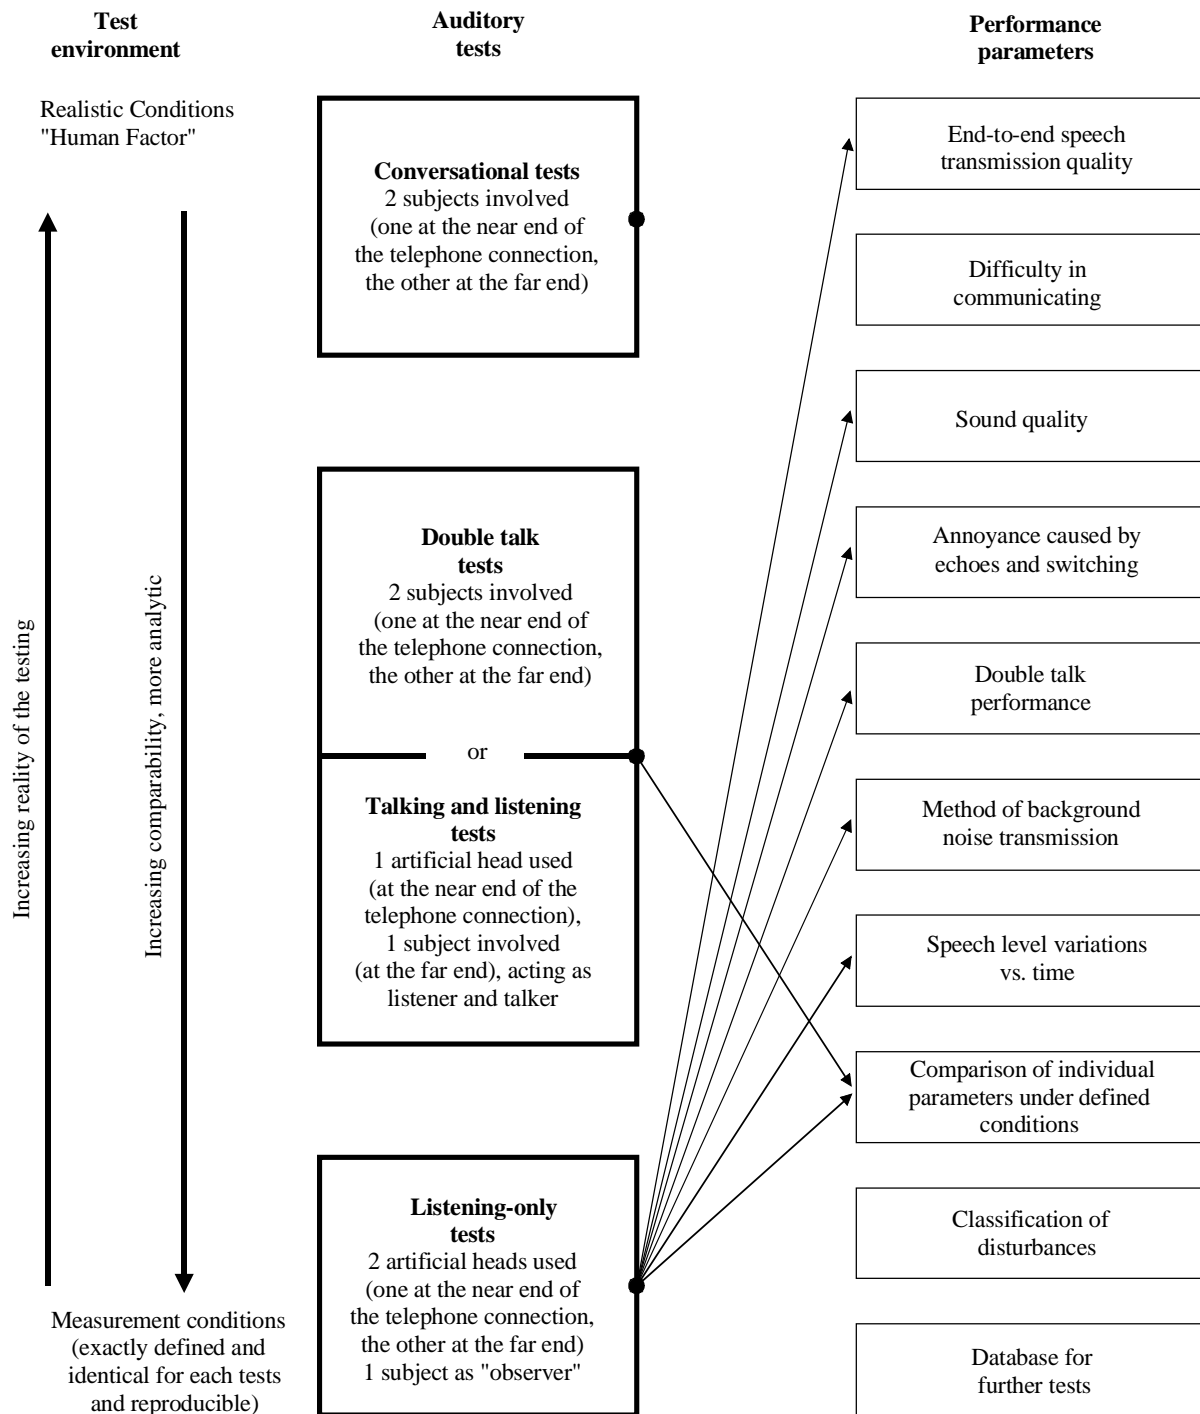 Test
environment
Auditory
tests
Performance
parameters
Realistic Conditions
"Human Factor"
Increasing reality of the testing
Increasing comparability, more analytic
Measurement conditions
(exactly defined and
identical for each tests
and reproducible)
Conversational tests
2 subjects involved
(one at the near end of
the telephone connection,
the other at the far end)
Double talk
tests
2 subjects involved
(one at the near end of
the telephone connection,
the other at the far end)
or
Talking and listening
tests
1 artificial head used
(at the near end of the
telephone connection),
1 subject involved
(at the far end), acting as
listener and talker
Listening-only
tests
2 artificial heads used
(one at the near end of
the telephone connection,
the other at the far end)
1 subject as "observer"
End-to-end speech
transmission quality
Difficulty in
communicating
Sound quality
Annoyance caused by
echoes and switching
Double talk
performance
Method of background
noise transmission
Speech level variations
vs. time
Comparison of individual
parameters under defined
conditions
Classification of
disturbances
Database for
further tests